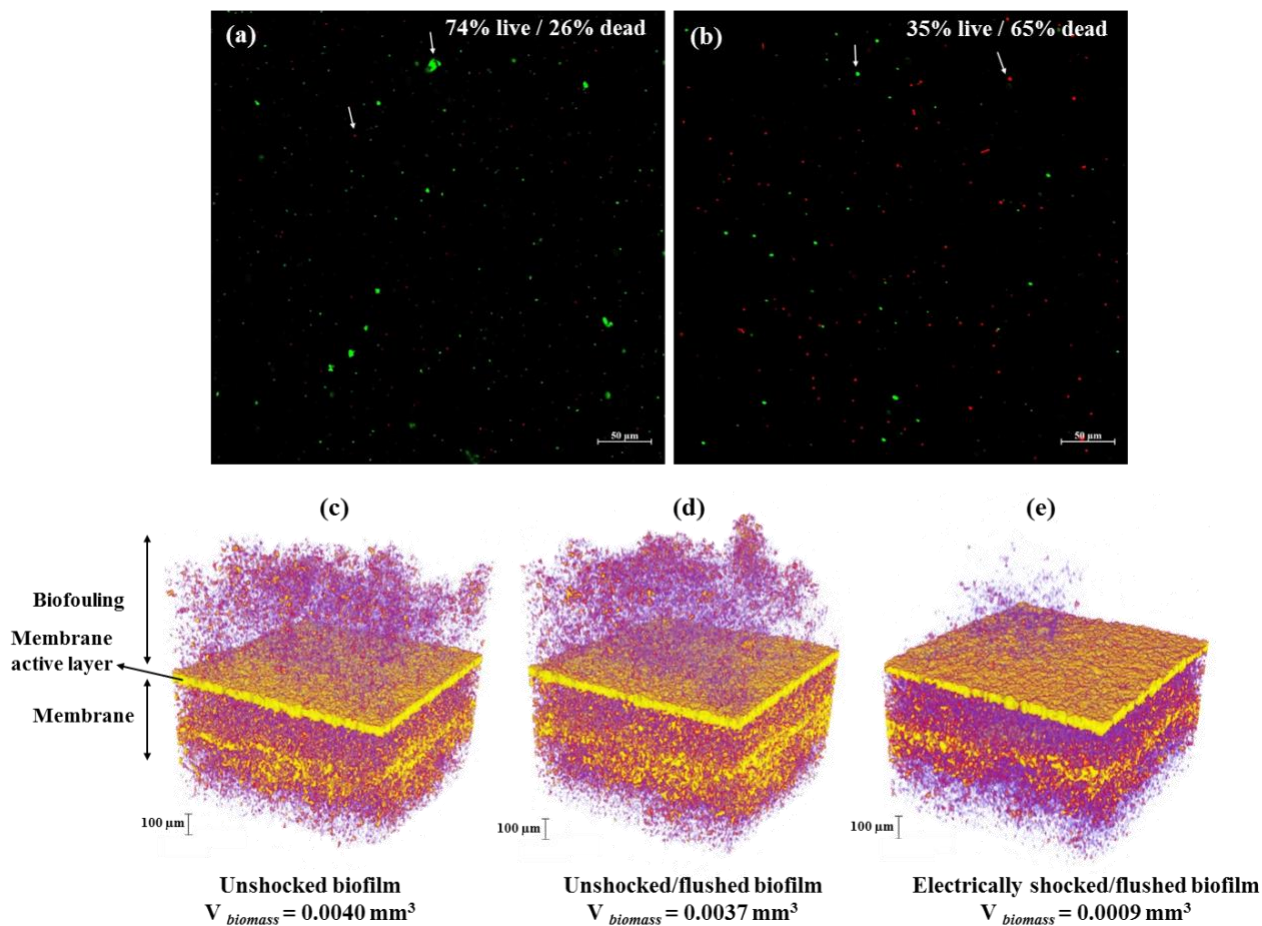 (a)
74% live / 26% dead
(b)
35% live / 65% dead
50 µm
50 µm
(c)
(d)
(e)
Biofouling
Membrane
active layer
Membrane
100 µm
100 µm
100 µm
Unshocked biofilm
V biomass = 0.0040 mm³
Unshocked/flushed biofilm
V biomass = 0.0037 mm³
Electrically shocked/flushed biofilm
V biomass = 0.0009 mm³